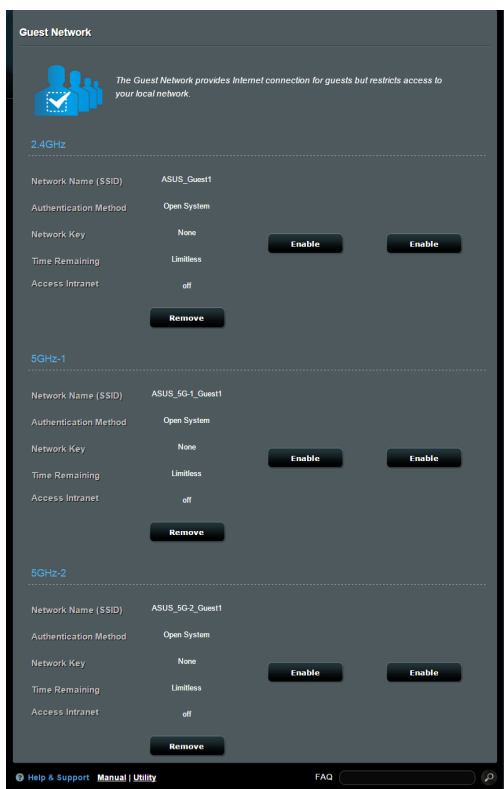 Guest Network
The Guest Network provides Internet connection for guests but restricts access to
your local network.
2.4GHz
Network Name (SSID) ASUS_Guest1
Authentication Method Open System
Network Key None
Enable Enable
Time Remaining Limitless
Access Intranet off
Remove
5GHz-1
Network Name (SSID) ASUS_5G-1_Guest1
Authentication Method Open System
Network Key None
Enable Enable
Time Remaining Limitless
Access Intranet off
Remove
5GHz-2
Network Name (SSID) ASUS_5G-2_Guest1
Authentication Method Open System
Network Key None
Enable Enable
Time Remaining Limitless
Access Intranet off
Remove
? Help & Support Manual | Utility FAQ